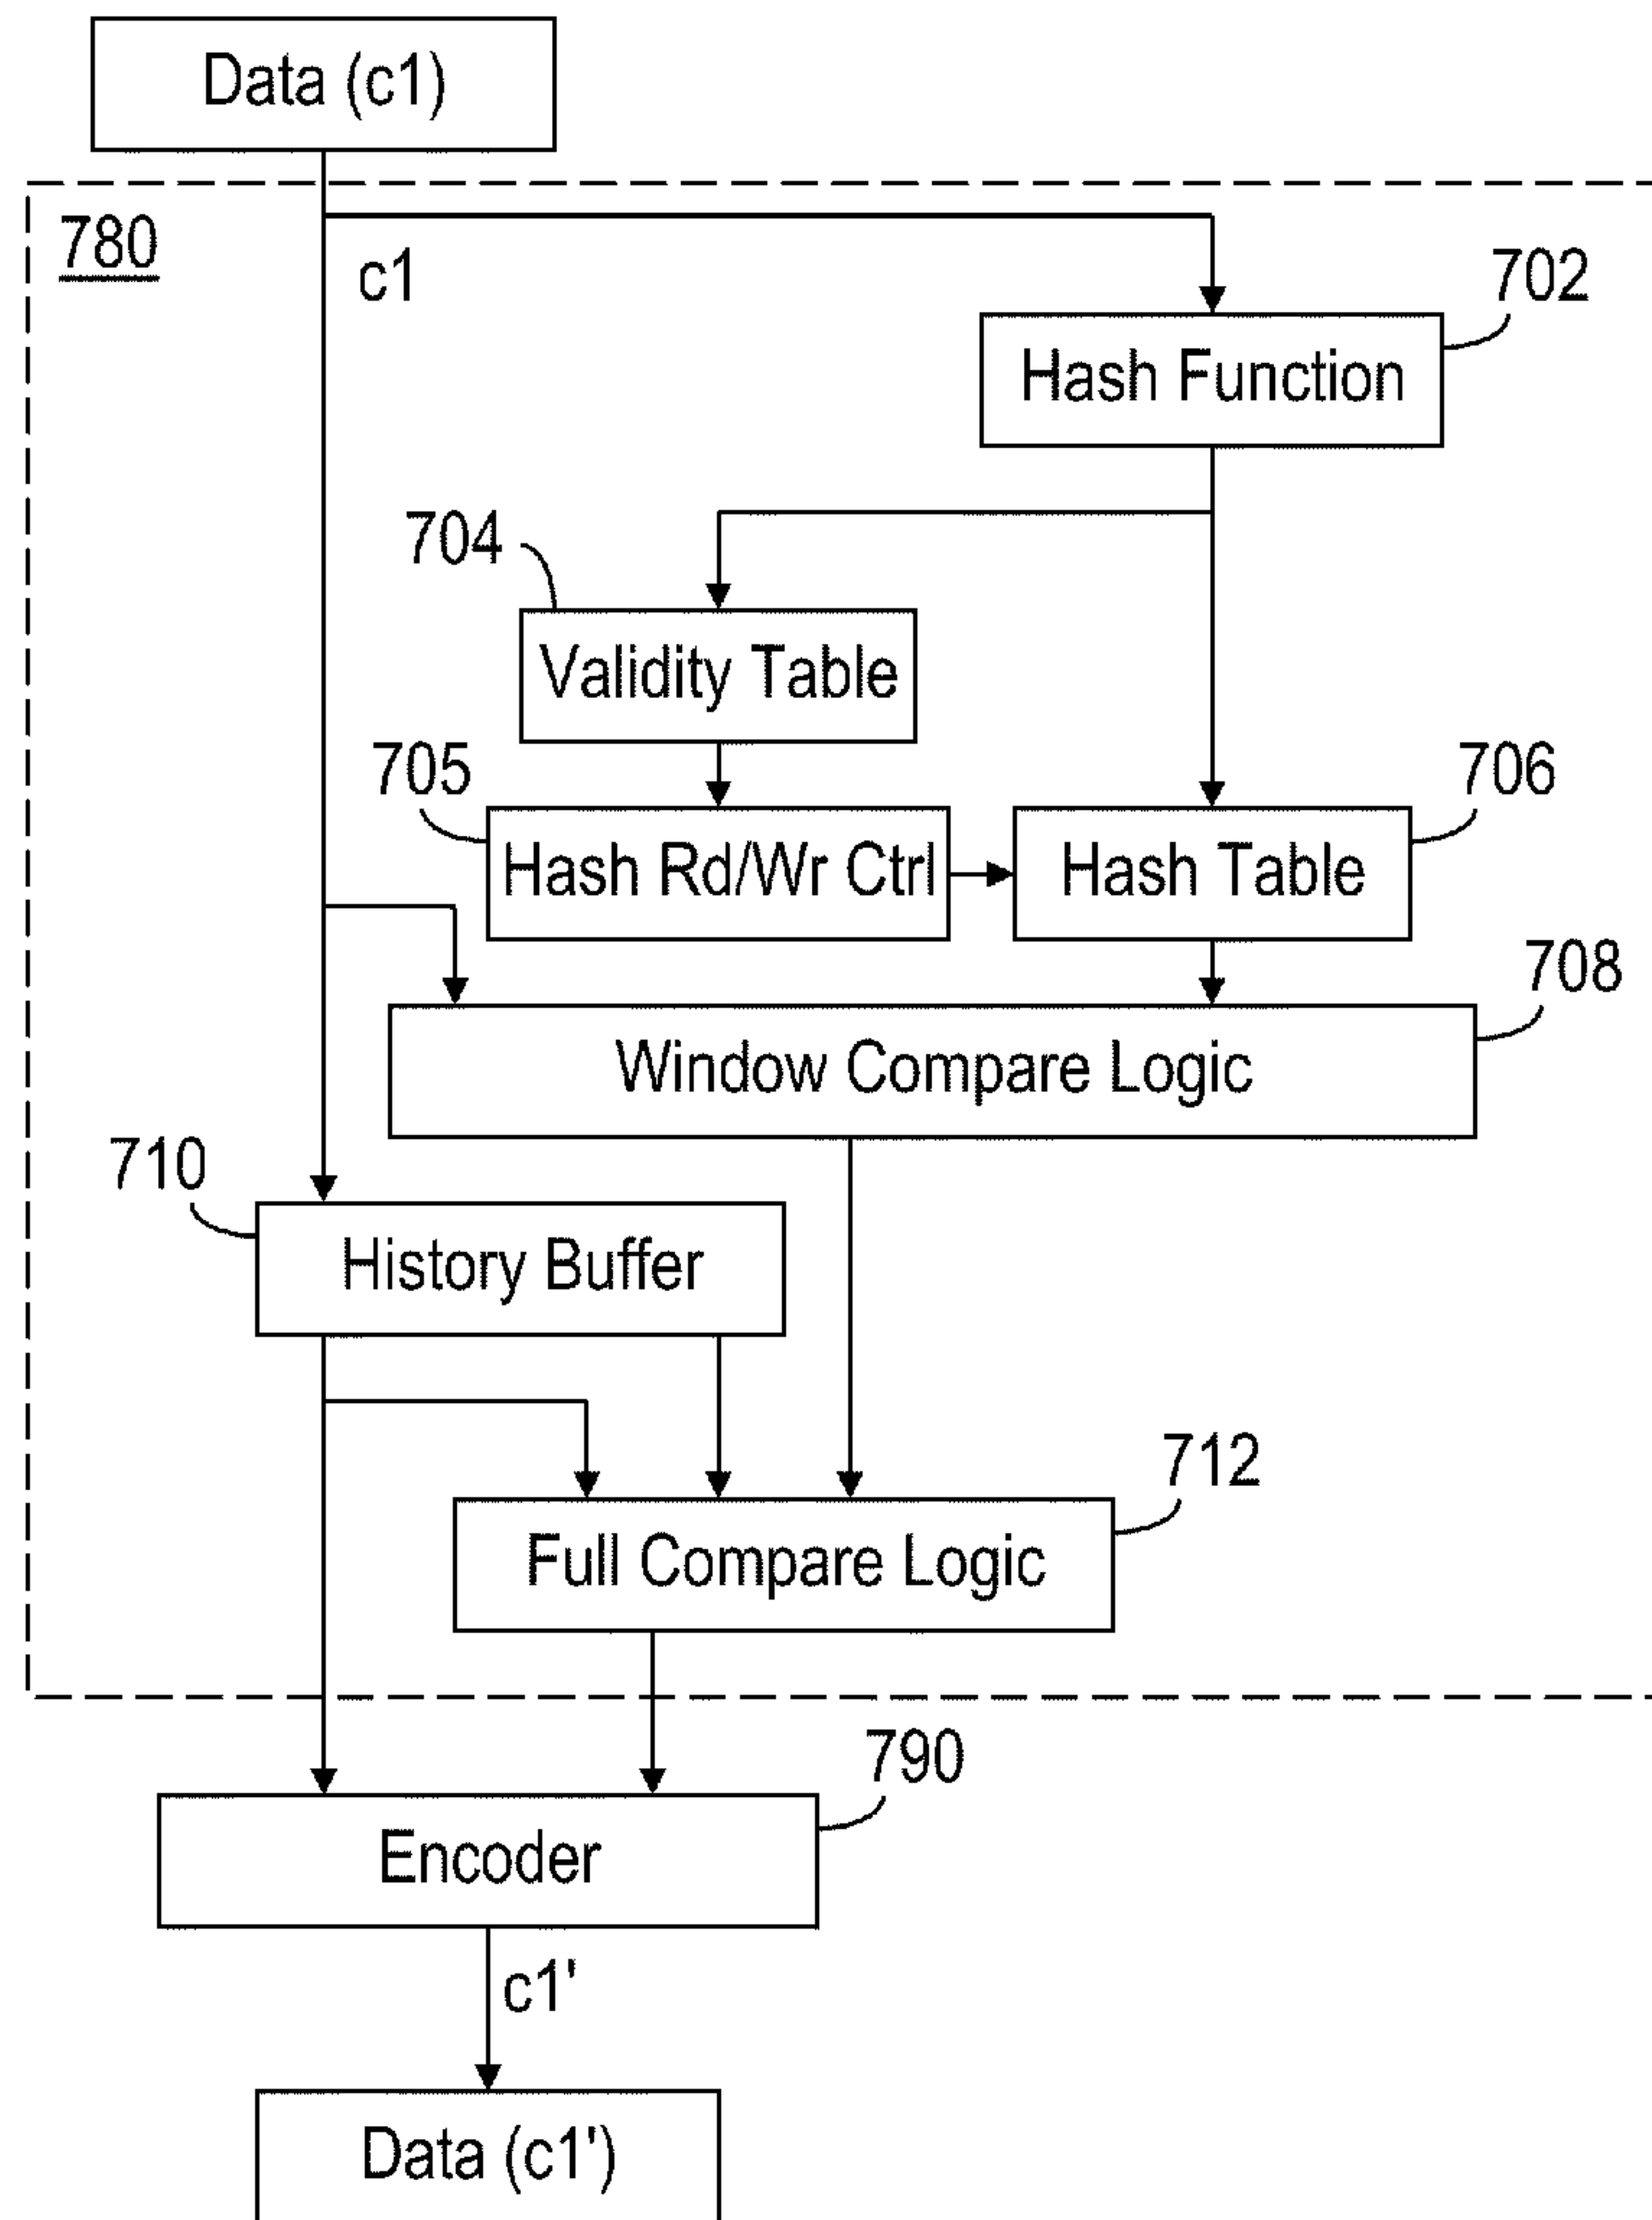 Data (c1)
780
c1
702
Hash Function
704
Validity Table
705
706
Hash Rd/Wr Ctrl
Hash Table
708
Window Compare Logic
710
History Buffer
712
Full Compare Logic
790
Encoder
c1'
Data (c1')